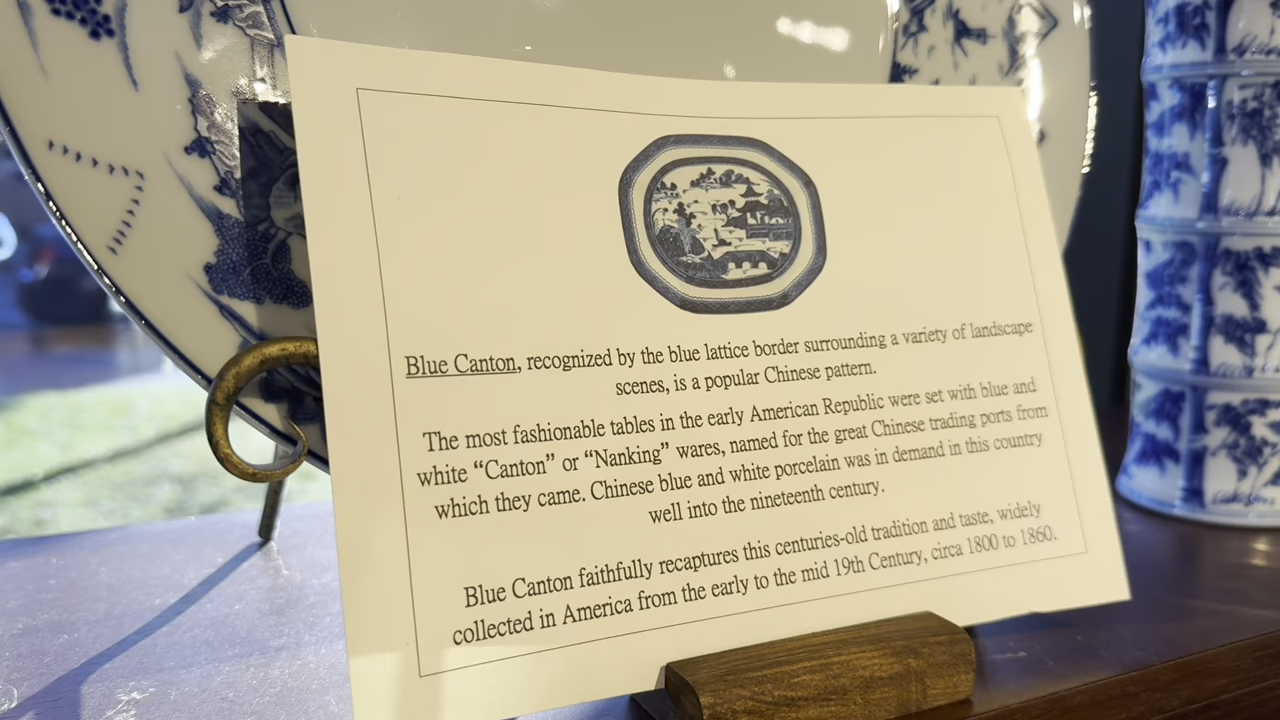 Blue Canton, recognized by the blue lattice border surrounding a variety of landscape
scenes, is a popular Chinese pattern.
The most fashionable tables in the early American Republic were set with blue and
white “Canton” or “Nanking” wares, named for the great Chinese trading ports from
which they came. Chinese blue and white porcelain was in demand in this country
well into the nineteenth century.
Blue Canton faithfully recaptures this centuries-old tradition and taste, widely
collected in America from the early to the mid 19th Century, circa 1800 to 1860.